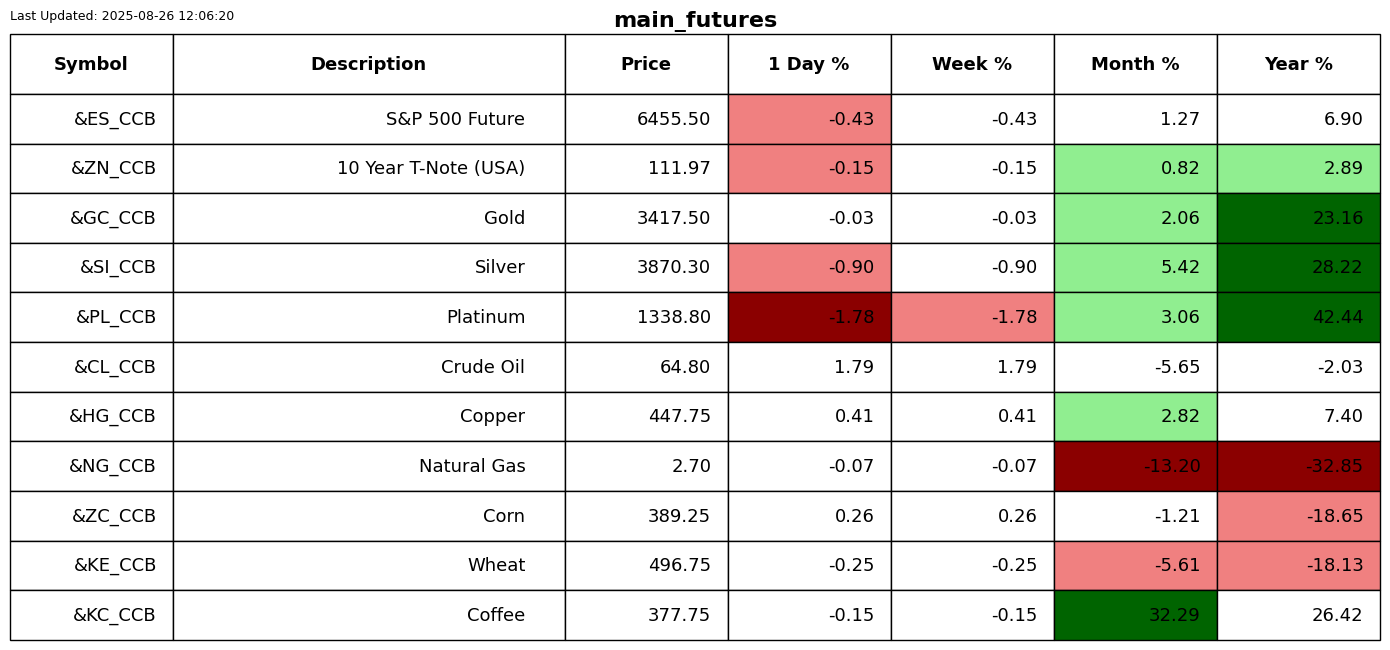 Last Updated: 2025-08-26 12:06:20
main_futures
Symbol Description Price 1 Day % Week % Month % Year %
&ES_CCB S&P 500 Future 6455.50 -0.43 -0.43 1.27 6.90
&ZN_CCB 10 Year T-Note (USA) 111.97 -0.15 -0.15 0.82 2.89
&GC_CCB Gold 3417.50 -0.03 -0.03 2.06 23.16
&SI_CCB Silver 3870.30 -0.90 -0.90 5.42 28.22
&PL_CCB Platinum 1338.80 -1.78 -1.78 3.06 42.44
&CL_CCB Crude Oil 64.80 1.79 1.79 -5.65 -2.03
&HG_CCB Copper 447.75 0.41 0.41 2.82 7.40
&NG_CCB Natural Gas 2.70 -0.07 -0.07 -13.20 -32.85
&ZC_CCB Corn 389.25 0.26 0.26 -1.21 -18.65
&KE_CCB Wheat 496.75 -0.25 -0.25 -5.61 -18.13
&KC_CCB Coffee 377.75 -0.15 -0.15 32.29 26.42